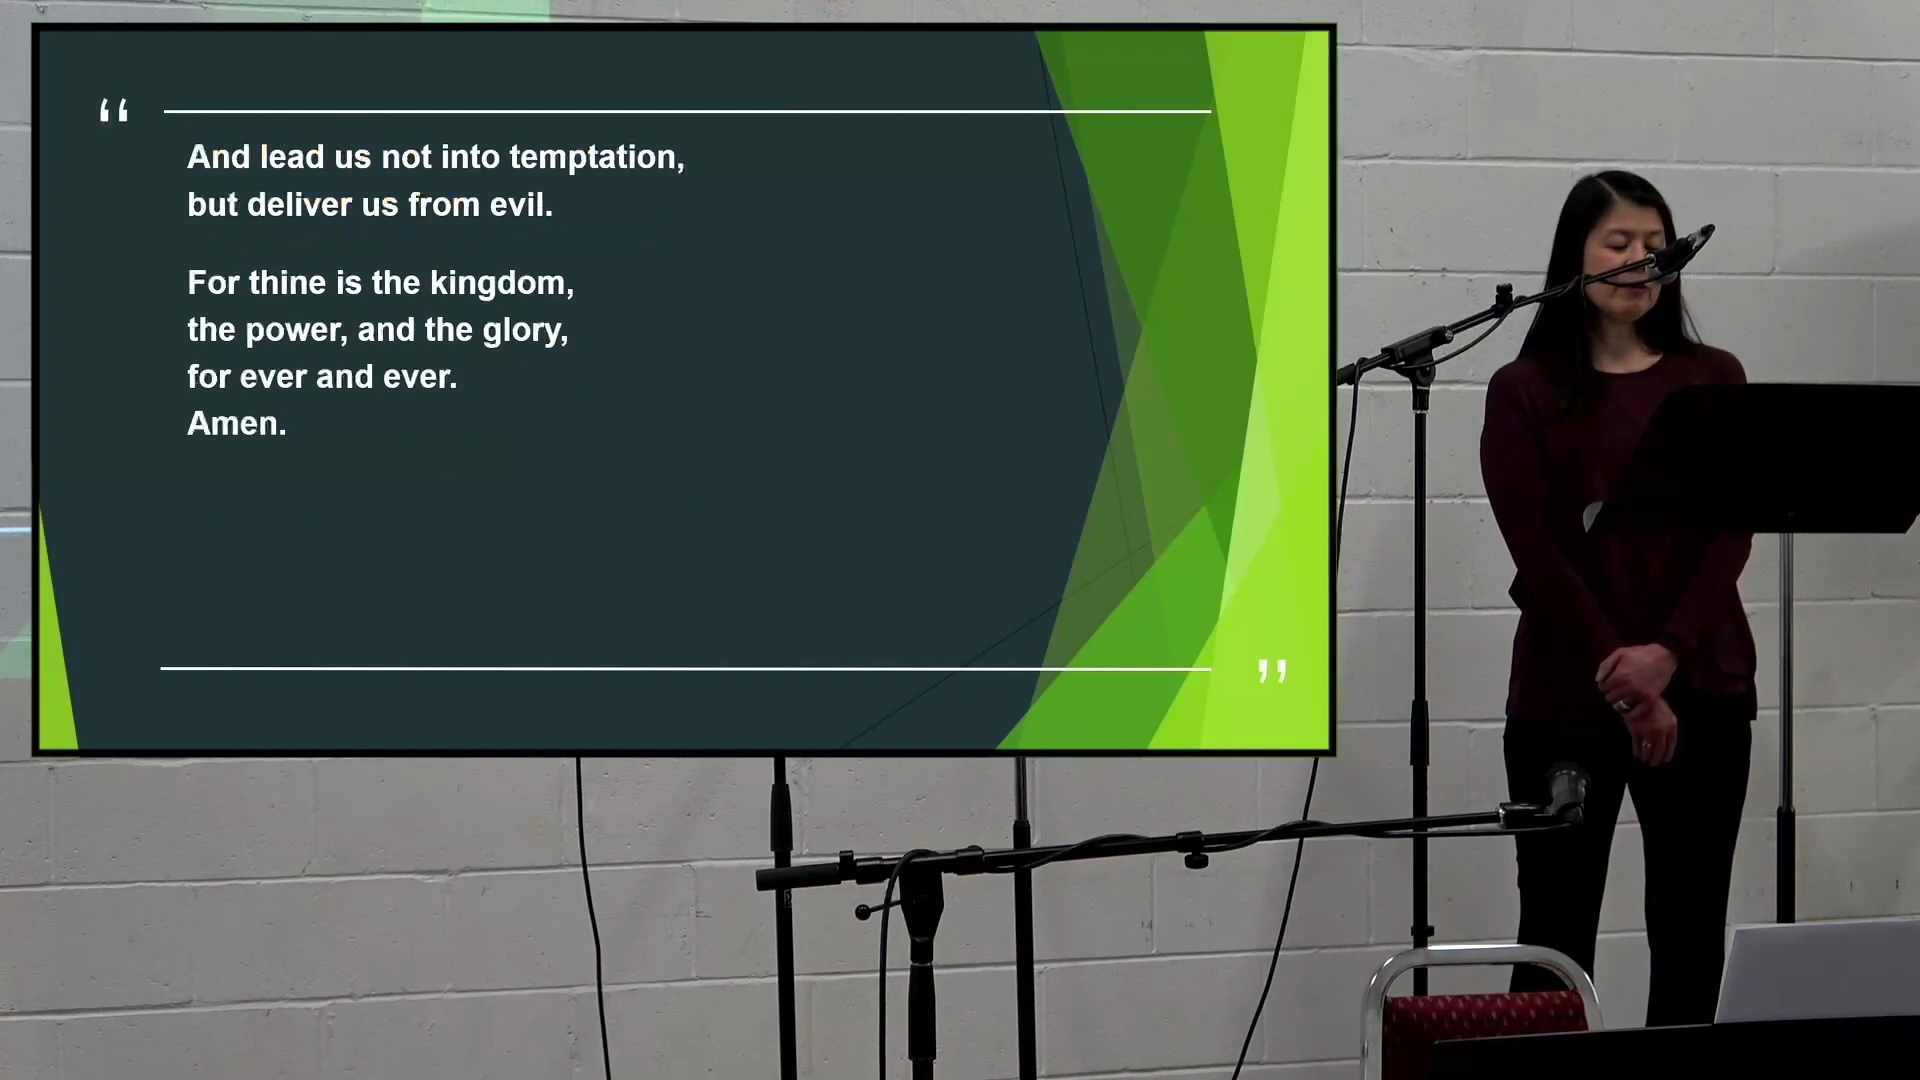 “
And lead us not into temptation,
but deliver us from evil.
For thine is the kingdom,
the power, and the glory,
for ever and ever.
Amen.
”